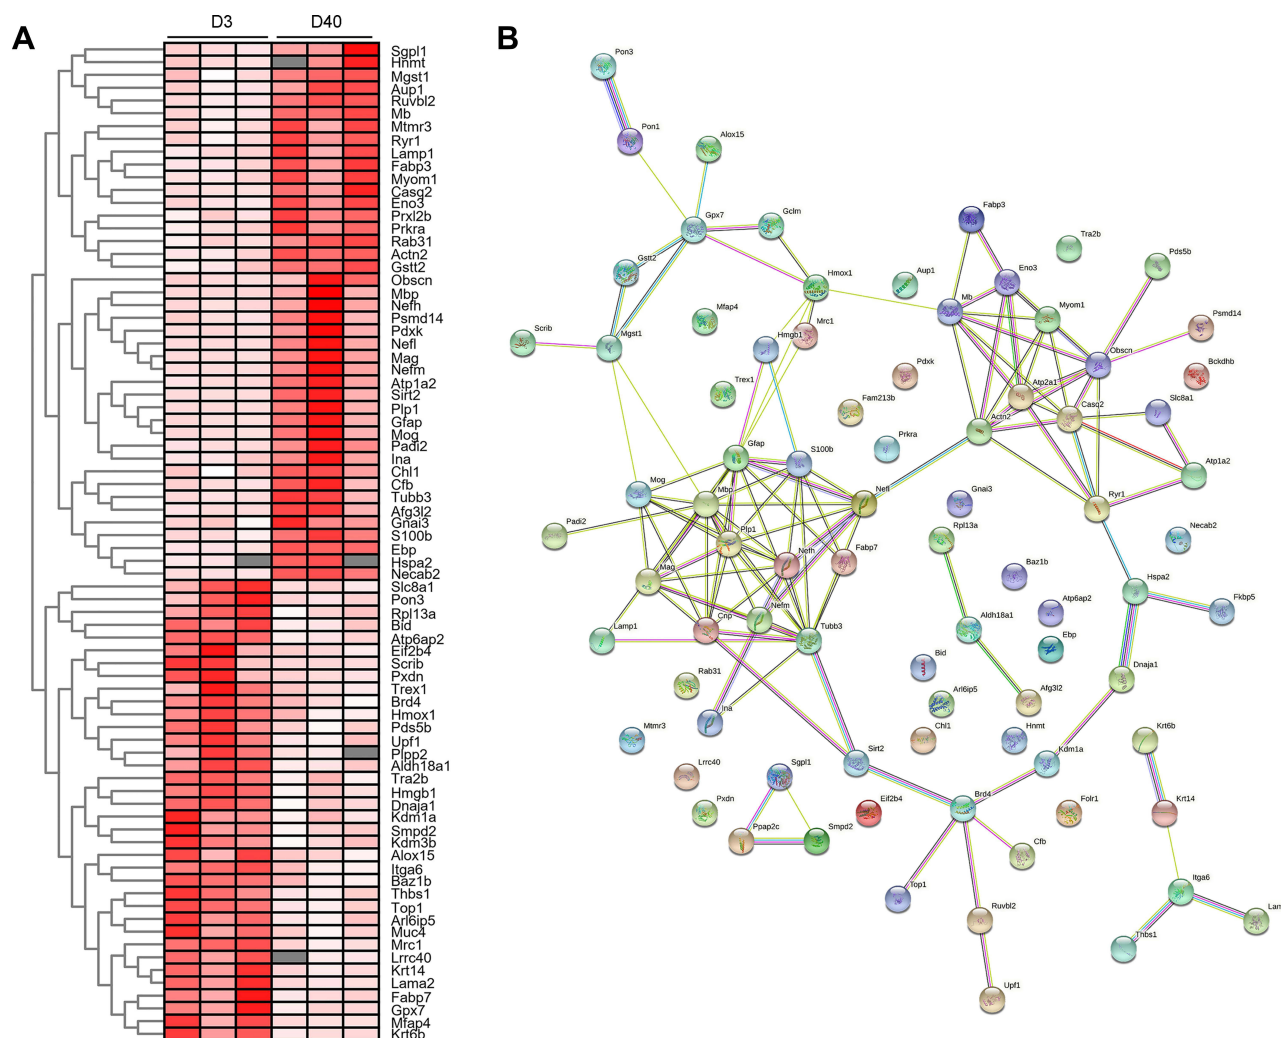 A
D3
D40
Sgpl1
Hnmt
Mgst1
Aup1
Ruvbl2
Mb
Mtmr3
Ryr1
Lamp1
Fabp3
Myom1
Casq2
Eno3
Prxl2b
Prkra
Rab31
Actn2
Gstt2
Obscn
Mbp
Nefh
Psmd14
Pdxk
Nefl
Mag
Nefm
Atp1a2
Sirt2
Plp1
Gfap
Mog
Padi2
Ina
Chl1
Cfb
Tubb3
Afg3l2
Gnai3
S100b
Ebp
Hspa2
Necab2
Slc8a1
Pon3
Rpl13a
Bid
Atp6ap2
Eif2b4
Scrib
Pxdn
Trex1
Brd4
Hmox1
Pds5b
Upf1
Plpp2
Aldh18a1
Tra2b
Hmgb1
Dnaja1
Kdm1a
Smpd2
Kdm3b
Alox15
Itga6
Baz1b
Thbs1
Top1
Arl6ip5
Muc4
Mrc1
Lrrc40
Krt14
Lama2
Fabp7
Gpx7
Mfap4
Krt6b
B
Pon3
Pon1
Alox15
Gpx7
Gclm
Gstt2
Hmox1
Aup1
Fabp3
Tra2b
Pds5b
Eno3
Mb
Myom1
Psmd14
Mfap4
Scrib
Mgst1
Hmgb1
Mrc1
Obscn
Bckdhb
Pdxk
Trex1
Fam213b
Atp2a1
Casq2
Slc8a1
Actn2
Prkra
Gfap
S100b
Atp1a2
Mog
Mbp
Nefl
Gnai3
Ryr1
Padi2
Plp1
Rpl13a
Necab2
Nefh
Fabp7
Mag
Baz1b
Hspa2
Fkbp5
Atp6ap2
Nefm
Cnp
Tubb3
Lamp1
Aldh18a1
Ebp
Bid
Dnaja1
Rab31
Arl6ip5
Afg3l2
Ina
Mtmr3
Chl1
Hnmt
Krt6b
Sirt2
Kdm1a
Lrrc40
Sgpl1
Pxdn
Eif2b4
Brd4
Folr1
Krt14
Ppap2c
Smpd2
Cfb
Top1
Itga6
Ruvbl2
Lam
Thbs1
Upf1